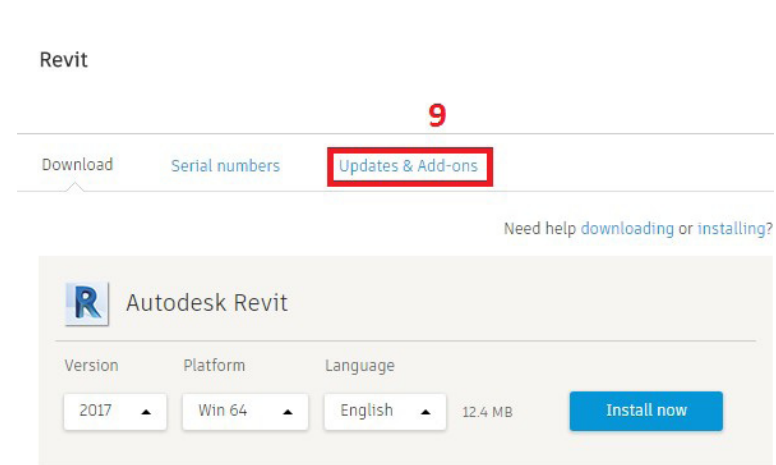 Revit
9
Download Serial numbers Updates & Add-ons
Need help downloading or installing?
R Autodesk Revit
Version Platform Language
2017 Win 64 English 12.4 MB Install now